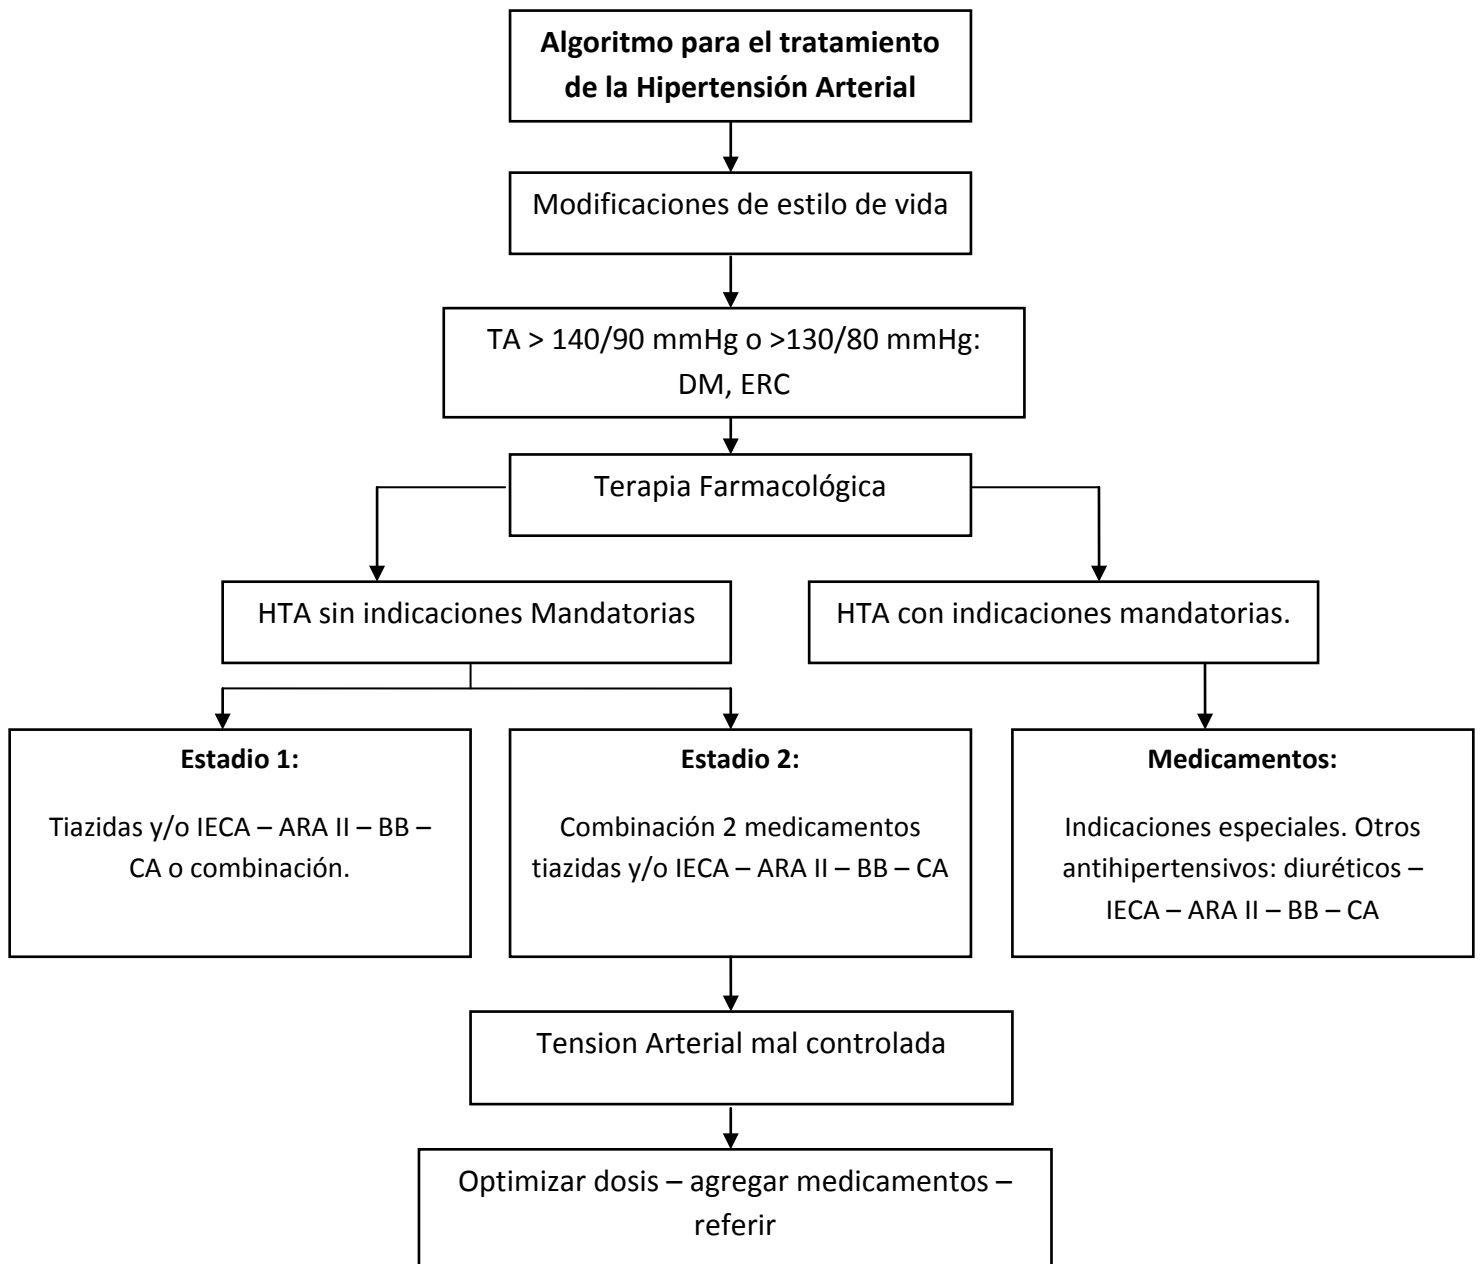 Algoritmo para el tratamiento
de la Hipertensión Arterial
Modificaciones de estilo de vida
TA > 140/90 mmHg o >130/80 mmHg:
DM, ERC
Terapia Farmacológica
HTA sin indicaciones Mandatorias
HTA con indicaciones mandatorias.
Estadio 1:
Tiazidas y/o IECA – ARA II – BB –
CA o combinación.
Estadio 2:
Combinación 2 medicamentos
tiazidas y/o IECA – ARA II – BB – CA
Medicamentos:
Indicaciones especiales. Otros
antihipertensivos: diuréticos –
IECA – ARA II – BB – CA
Tension Arterial mal controlada
Optimizar dosis – agregar medicamentos –
referir